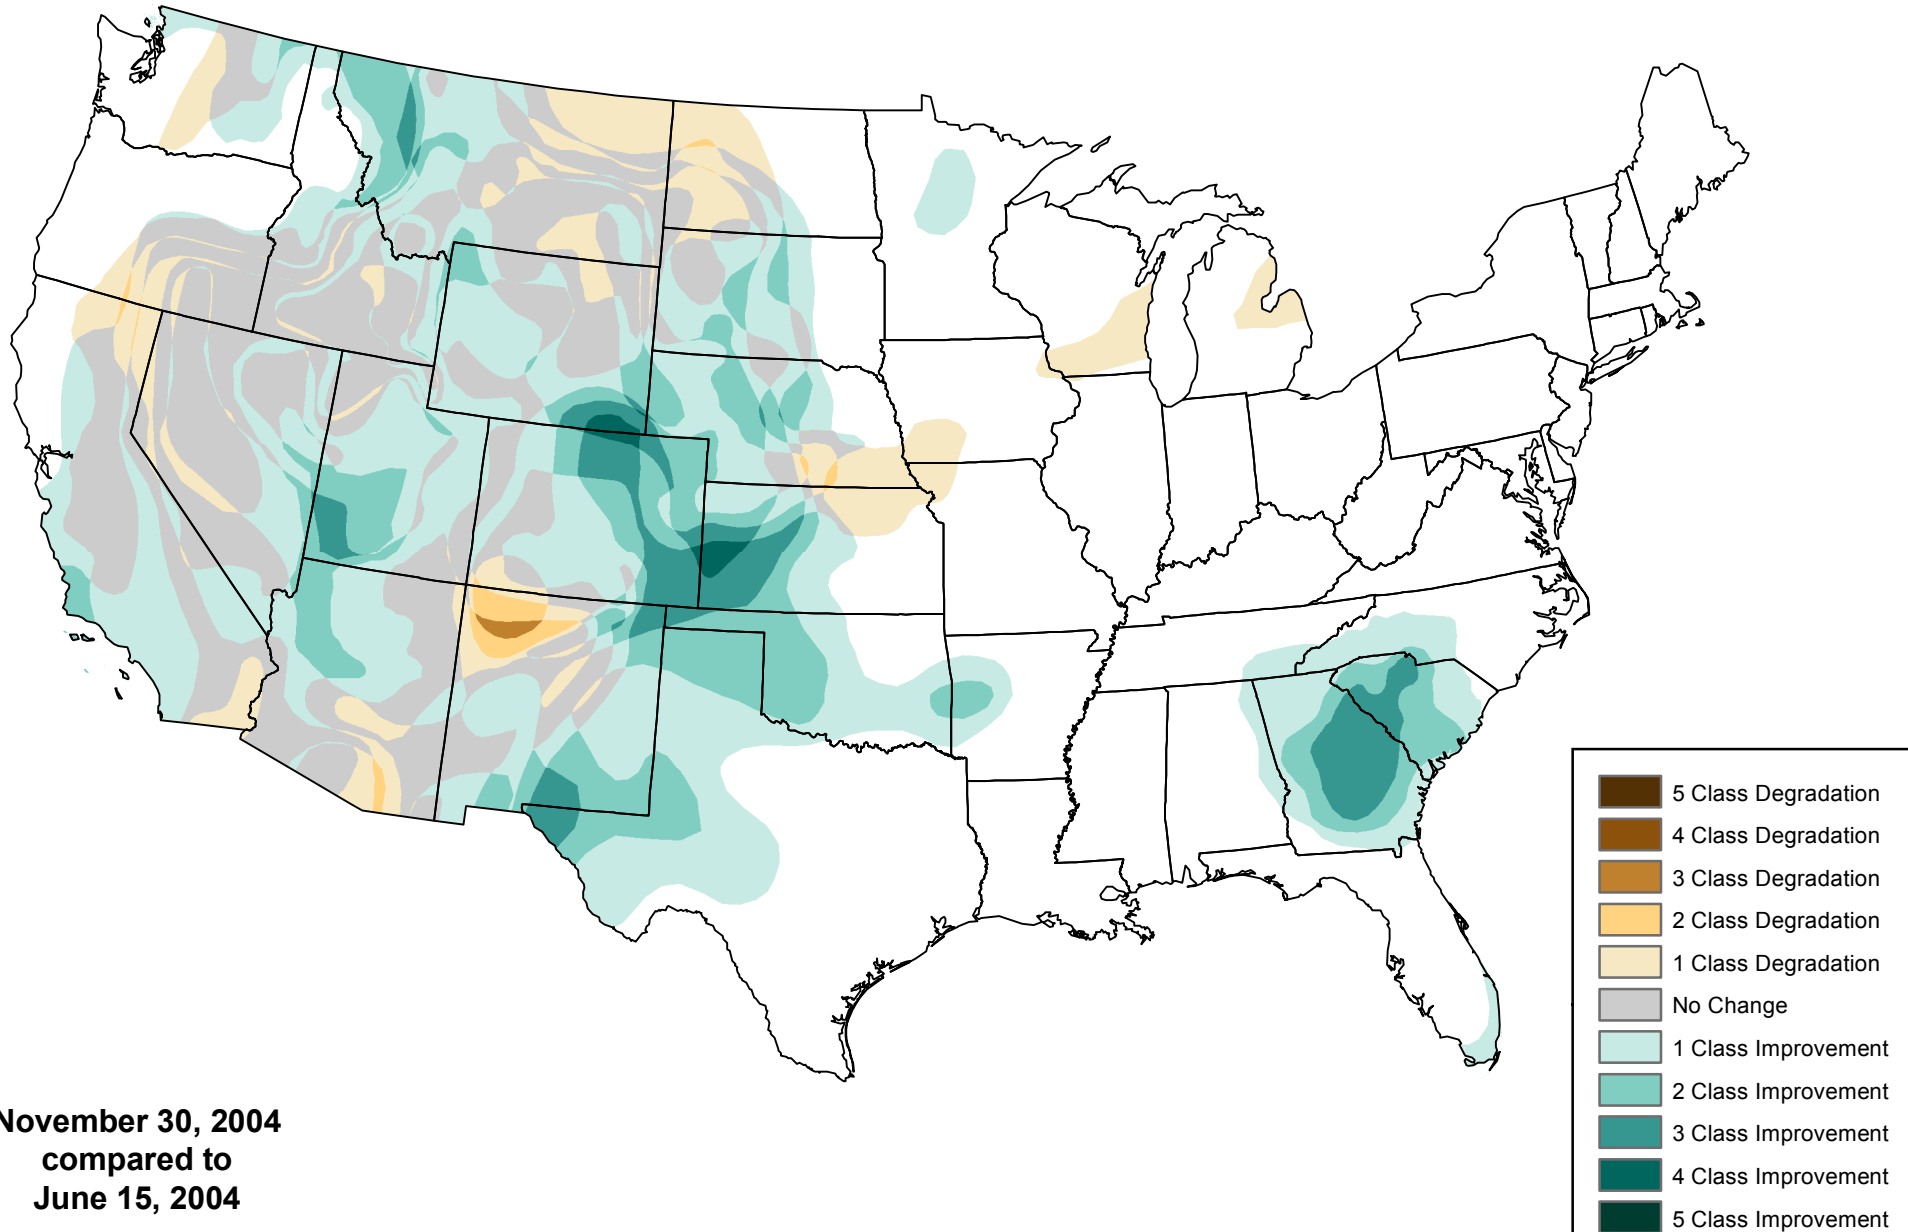 5 Class Degradation
4 Class Degradation
3 Class Degradation
2 Class Degradation
1 Class Degradation
No Change
1 Class Improvement
2 Class Improvement
3 Class Improvement
4 Class Improvement
5 Class Improvement
November 30, 2004
compared to
June 15, 2004